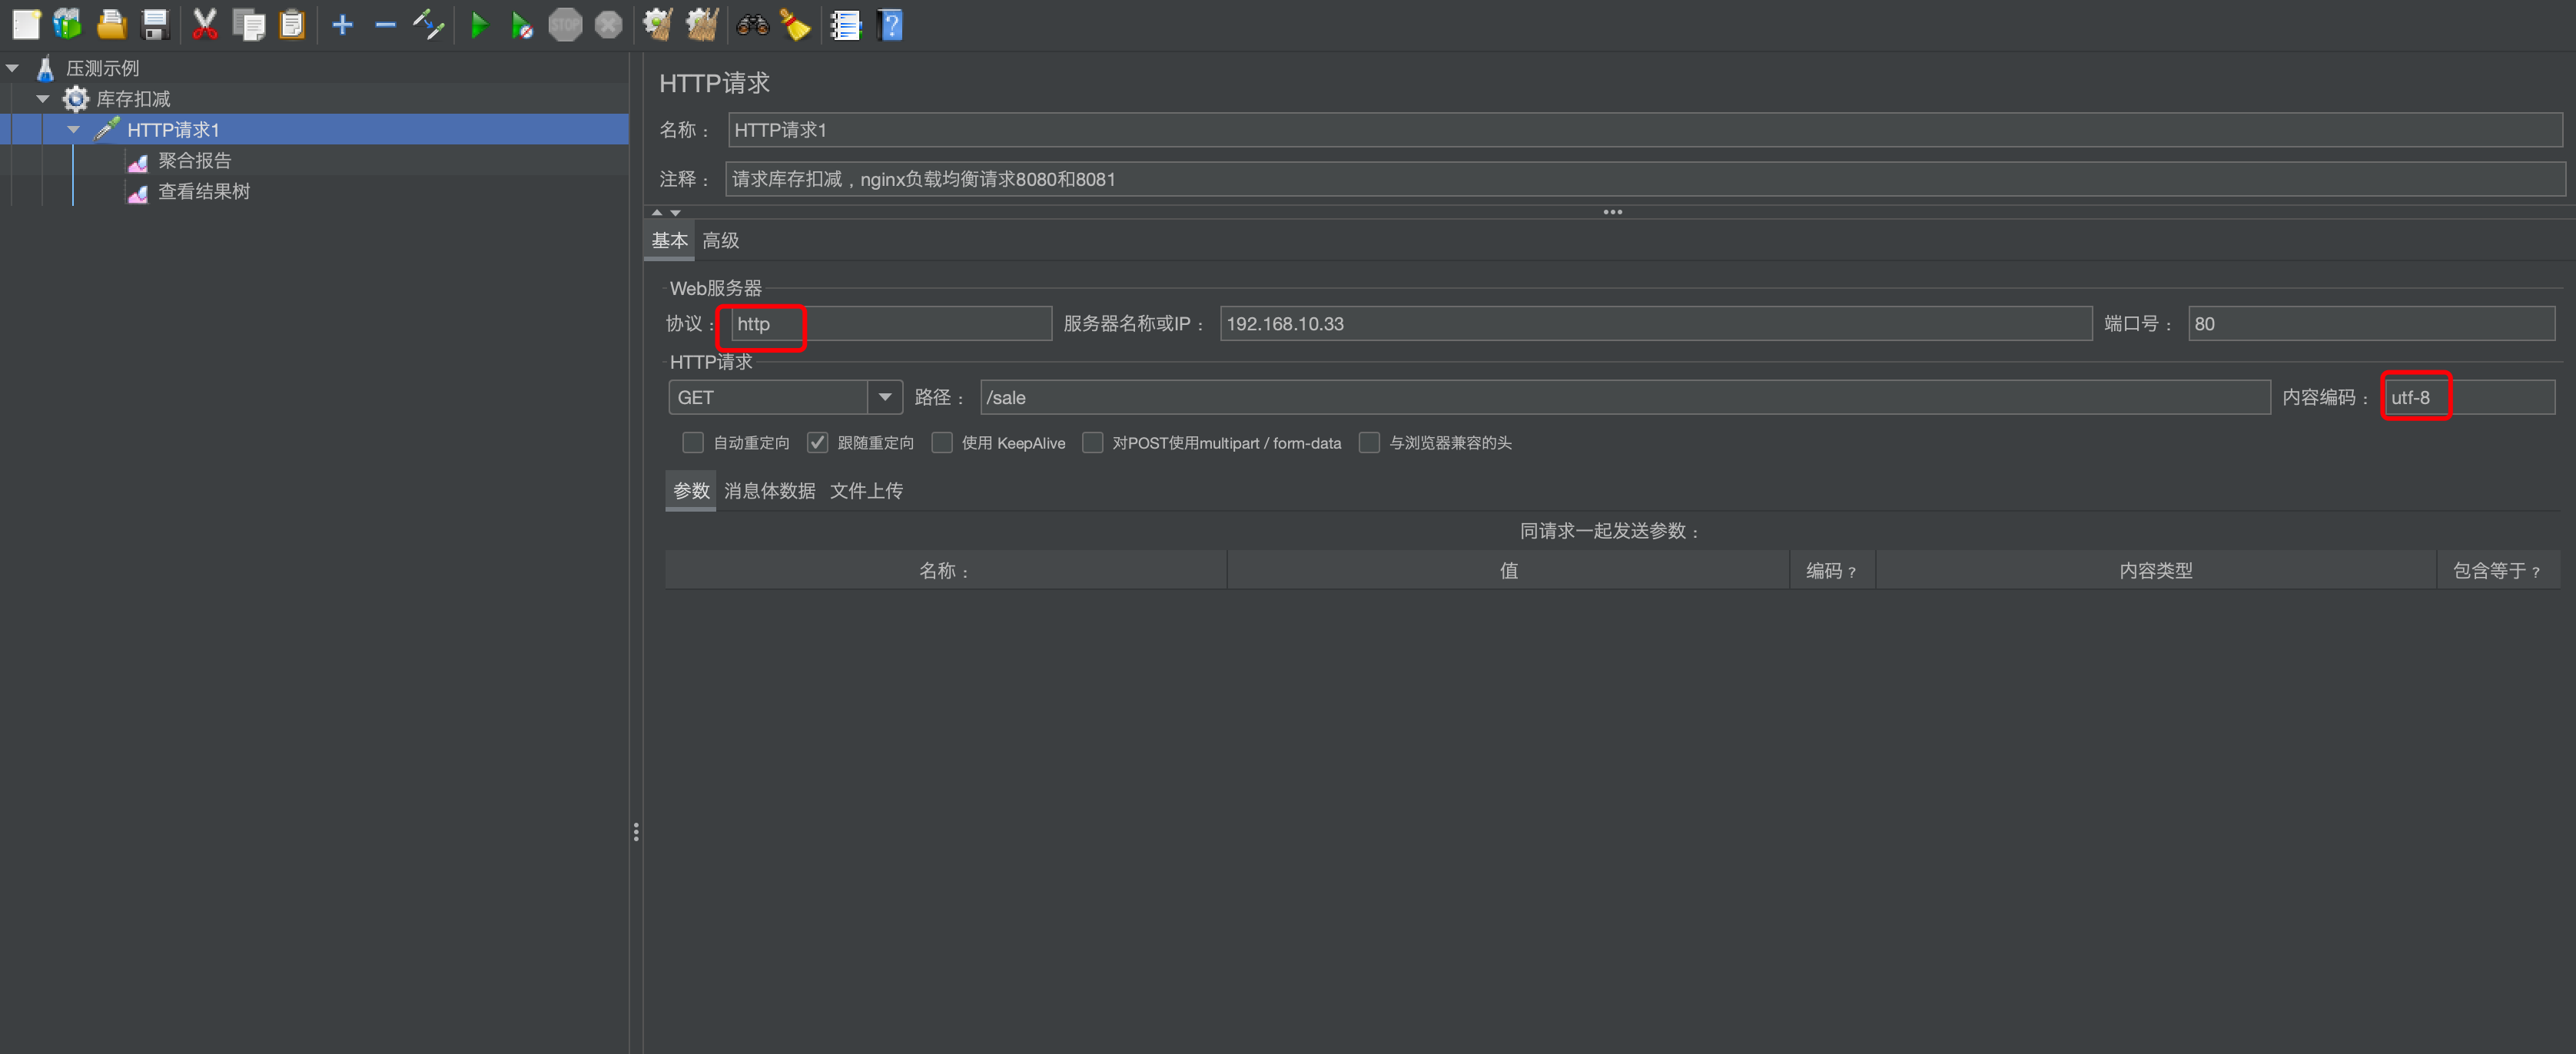 STOP
压测示例
库存扣减
HTTP请求1
聚合报告
查看结果树
HTTP请求
名称： HTTP请求1
注释： 请求库存扣减，nginx负载均衡请求8080和8081
基本 高级
Web服务器
协议： http 服务器名称或IP： 192.168.10.33 端口号： 80
HTTP请求
GET 路径： /sale 内容编码： utf-8
自动重定向 跟随重定向 使用 KeepAlive 对POST使用multipart / form-data 与浏览器兼容的头
参数 消息体数据 文件上传
同请求一起发送参数：
名称： 值 编码？ 内容类型 包含等于？